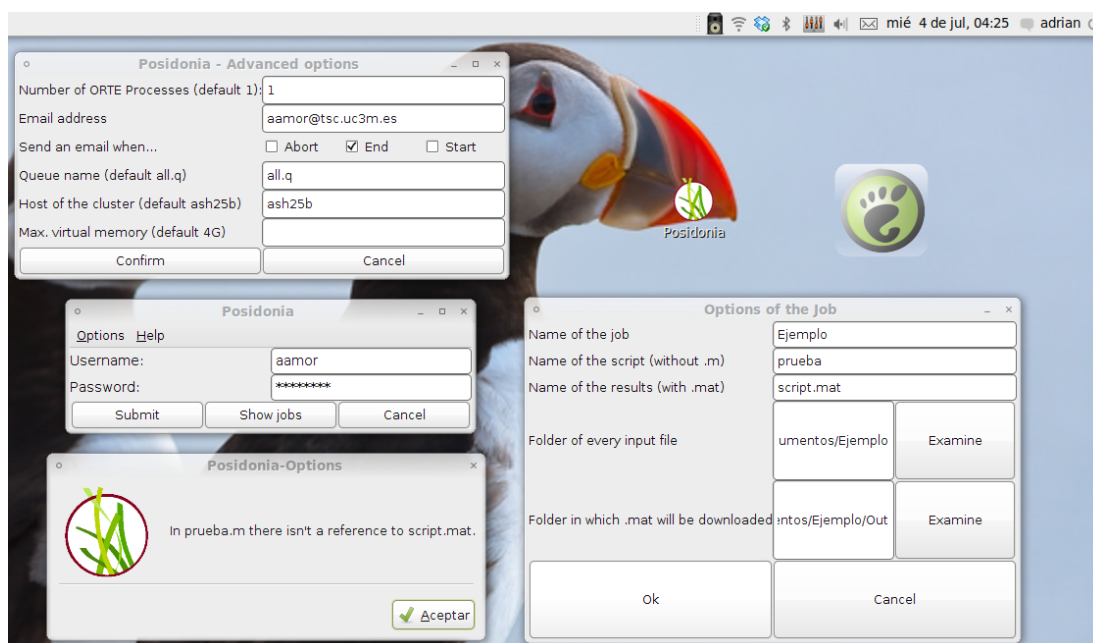 mié 4 de jul, 04:25 adrian
Posidonia - Advanced options
Number of ORTE Processes (default 1): 1
Email address aamor@tsc.uc3m.es
Send an email when... Abort End Start
Queue name (default all.q) all.q
Host of the cluster (default ash25b) ash25b
Max. virtual memory (default 4G)
Confirm Cancel
Posidonia
Posidonia
Options Help
Username: aamor
Password: ********
Submit Show jobs Cancel
Posidonia-Options
In prueba.m there isn't a reference to script.mat.
Aceptar
Options of the Job
Name of the job Ejemplo
Name of the script (without .m) prueba
Name of the results (with .mat) script.mat
Folder of every input file umentos/Ejemplo Examine
Folder in which .mat will be downloaded entos/Ejemplo/Out Examine
Ok Cancel